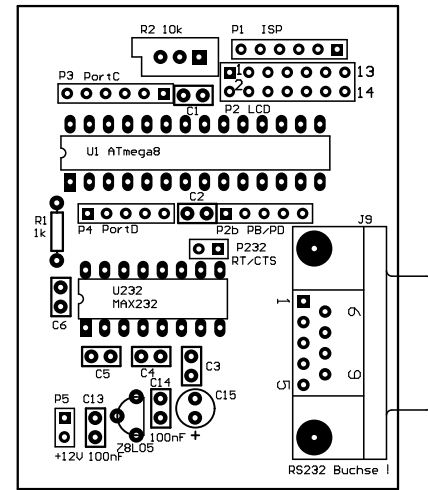 R2 10k
P1 ISP
P3 PortC
1
13
2
14
C1
P2 LCD
U1 ATmega8
C2
R1
1k
P4 PortD
P2b PB/PD
J9
P232
RT/CTS
U232
MAX232
C6
1
6
5
9
C5
C4
C3
C14
C15
P5
C13
78L05
100nF
+
+12V
100nF
RS232 Buchse !